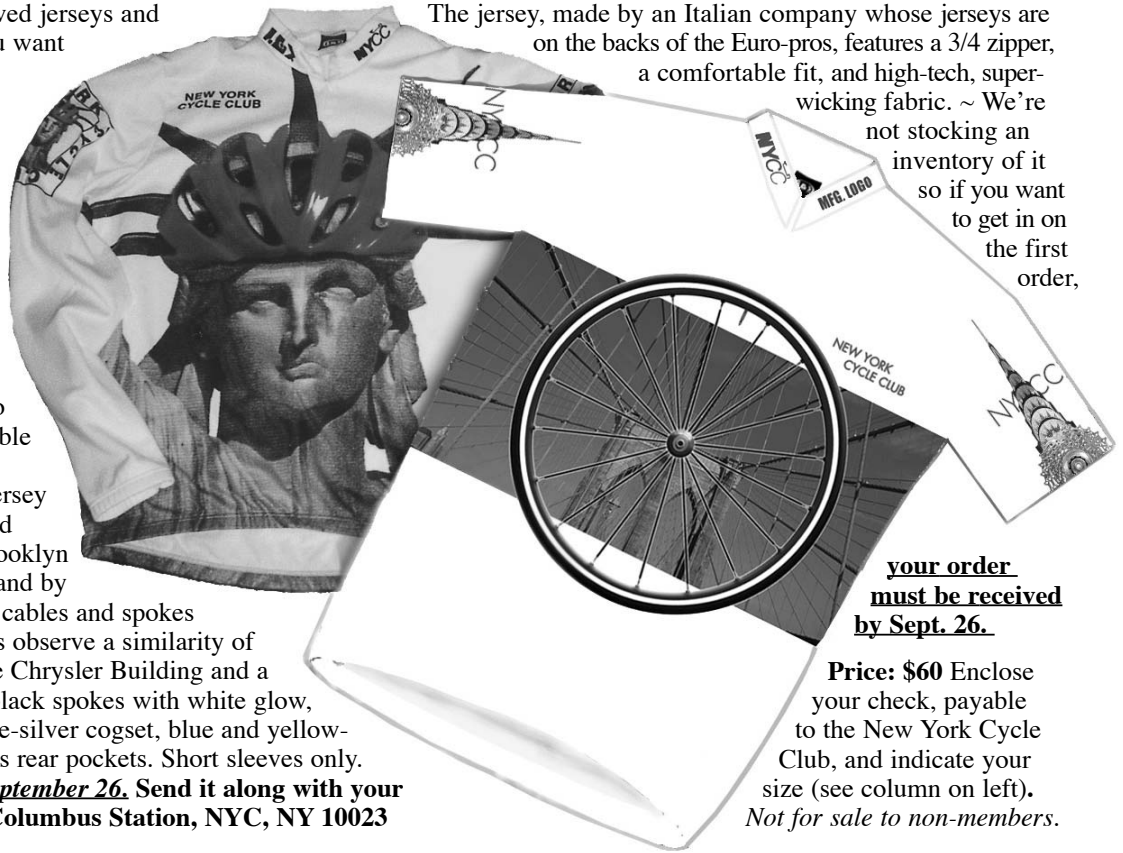 ved jerseys and
want
The jersey, made by an Italian company whose jerseys are
on the backs of the Euro-pros, features a 3/4 zipper,
a comfortable fit, and high-tech, super-
wicking fabric. ~ We're
not stocking an
inventory of it
so if you want
to get in on
the first
order,
your order
must be received
by Sept. 26.
Price: $60 Enclose
your check, payable
to the New York Cycle
Club, and indicate your
size (see column on left).
Not for sale to non-members.
ble
ersey
d
ooklyn
and by
cables and spokes
s observe a similarity of
e Chrysler Building and a
lack spokes with white glow,
e-silver cogset, blue and yellow-
s rear pockets. Short sleeves only.
ptember 26. Send it along with your
Columbus Station, NYC, NY 10023
NEW YORK
CYCLE CLUB
NYCC
NYCC
NYCC
MFG. LOGO
NEW YORK
CYCLE CLUB
NYCC